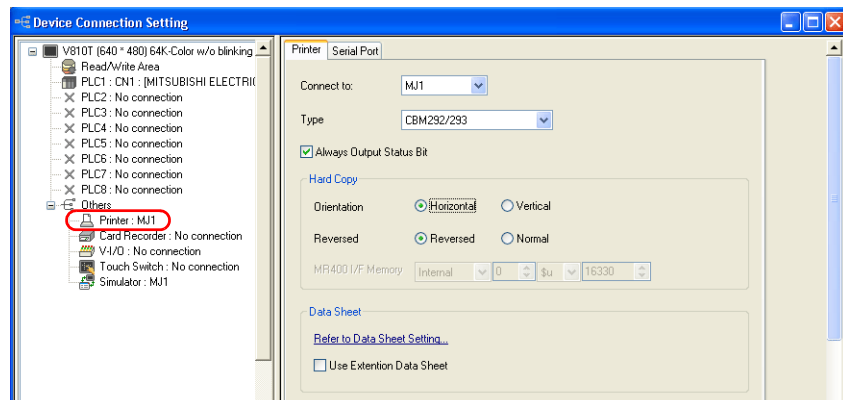 Device Connection Setting
V810T (640 * 480) 64K-Color w/o blinking
Read/Write Area
PLC1 : CN1 : [MITSUBISHI ELECTRI
PLC2 : No connection
PLC3 : No connection
PLC4 : No connection
PLC5 : No connection
PLC6 : No connection
PLC7 : No connection
PLC8 : No connection
Others
Printer : MJ1
Card Recorder : No connection
V-I/O : No connection
Touch Switch : No connection
Simulator : MJ1
Printer Serial Port
Connect to: MJ1
Type CBM292/293
Always Output Status Bit
Hard Copy
Orientation Horizontal Vertical
Reversed Reversed Normal
MR400 I/F Memory Internal 0 $u 16330
Data Sheet
Refer to Data Sheet Setting...
Use Extention Data Sheet